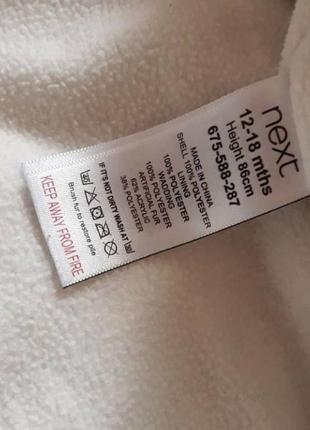 next
12-18 mths
Height 86cm
675-588-287
MADE IN CHINA
SHELL 100% POLYESTER
LINING
100% POLYESTER
WADDING
100% POLYESTER
ARTIFICIAL FUR
62% ACRYLIC
38% POLYESTER
IF IT'S NOT DIRTY WASH AT 30
40
Brush fur to restore pile
KEEP AWAY FROM FIRE